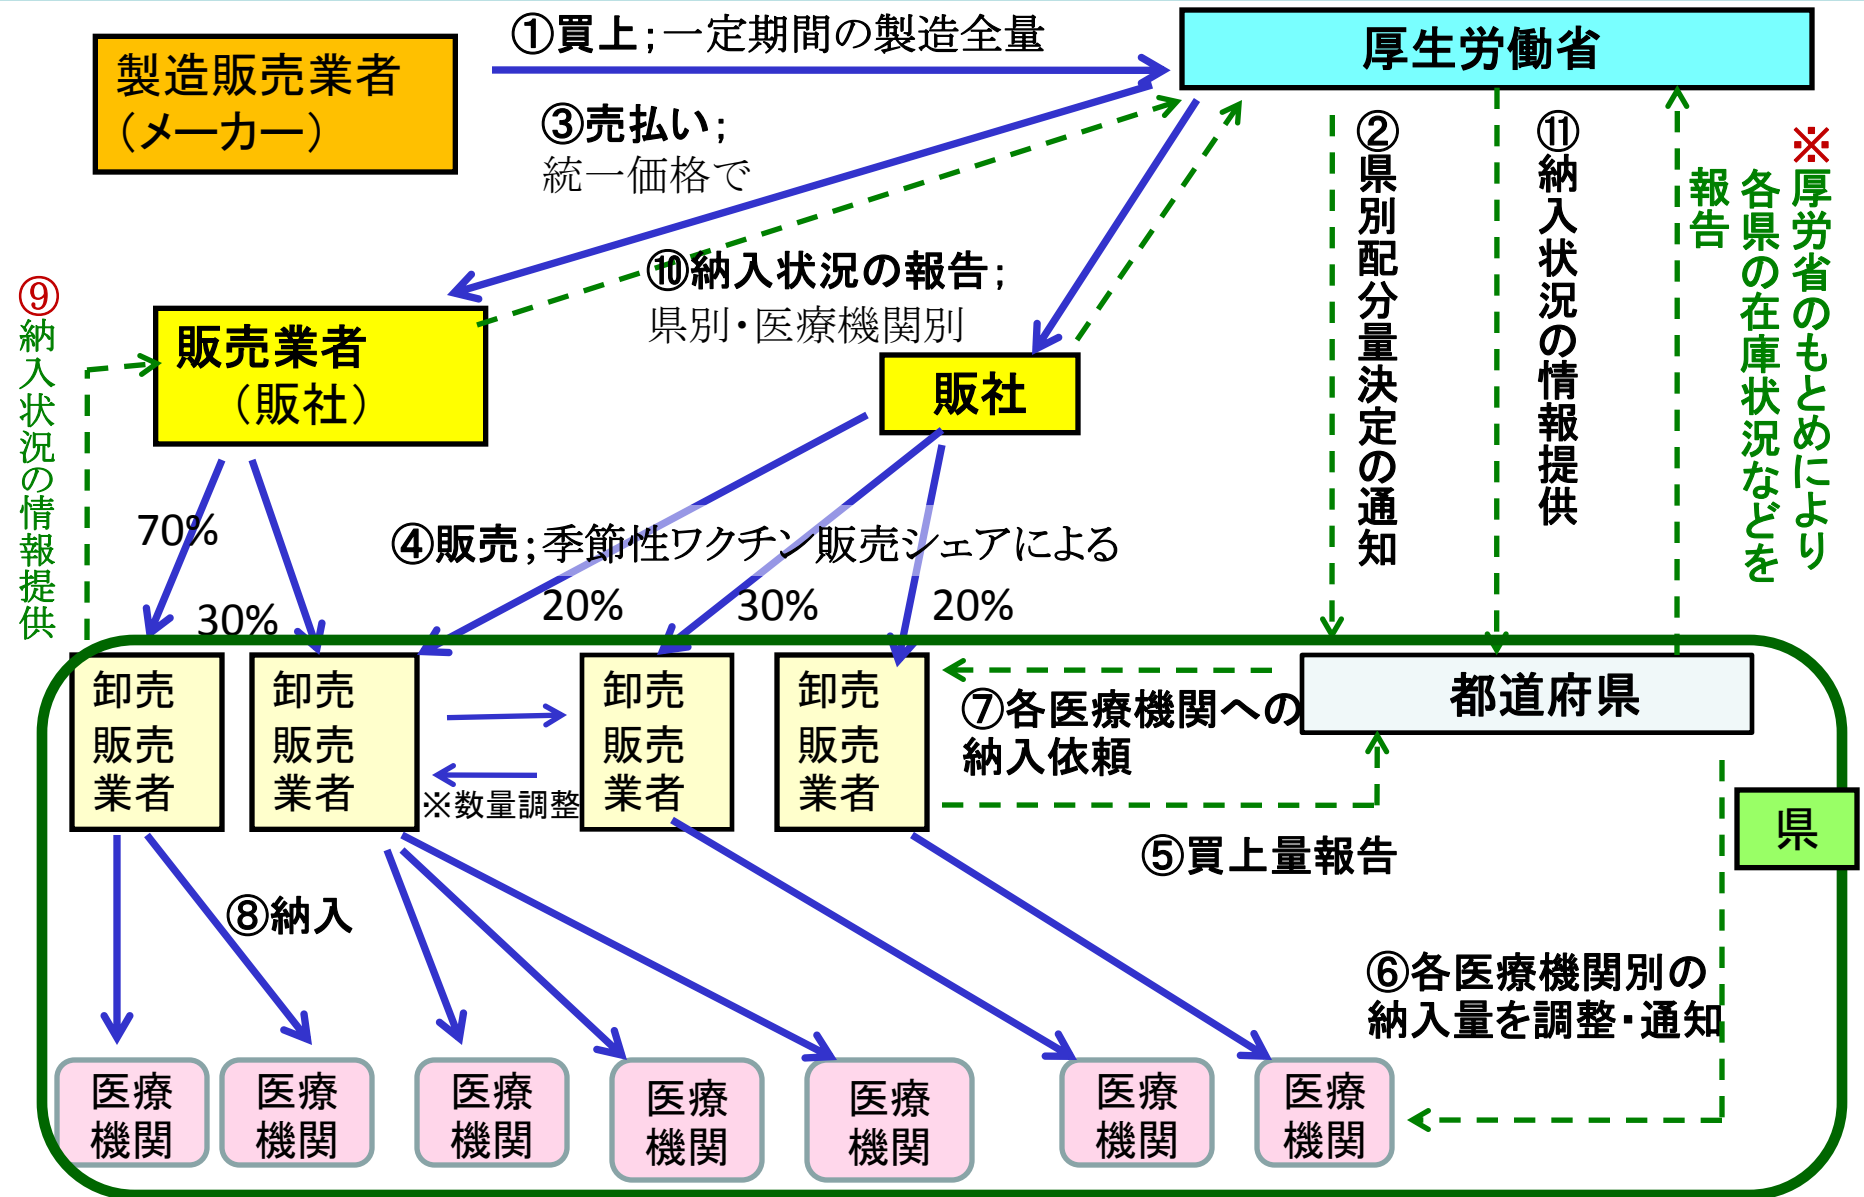 ①買上；一定期間の製造全量
厚生労働省
製造販売業者
（メーカー）
③売払い；
統一価格で
②県別配分量決定の通知
⑪納入状況の情報提供
※厚労省のもとめにより
各県の在庫状況などを
報告
⑩納入状況の報告；
県別・医療機関別
⑨納入状況の情報提供
販売業者
（販社）
販社
70%
30%
④販売；季節性ワクチン販売シェアによる
20%
30%
20%
卸売
販売
業者
卸売
販売
業者
※数量調整
卸売
販売
業者
卸売
販売
業者
⑦各医療機関への
納入依頼
都道府県
⑤買上量報告
県
⑧納入
⑥各医療機関別の
納入量を調整・通知
医療
機関
医療
機関
医療
機関
医療
機関
医療
機関
医療
機関
医療
機関